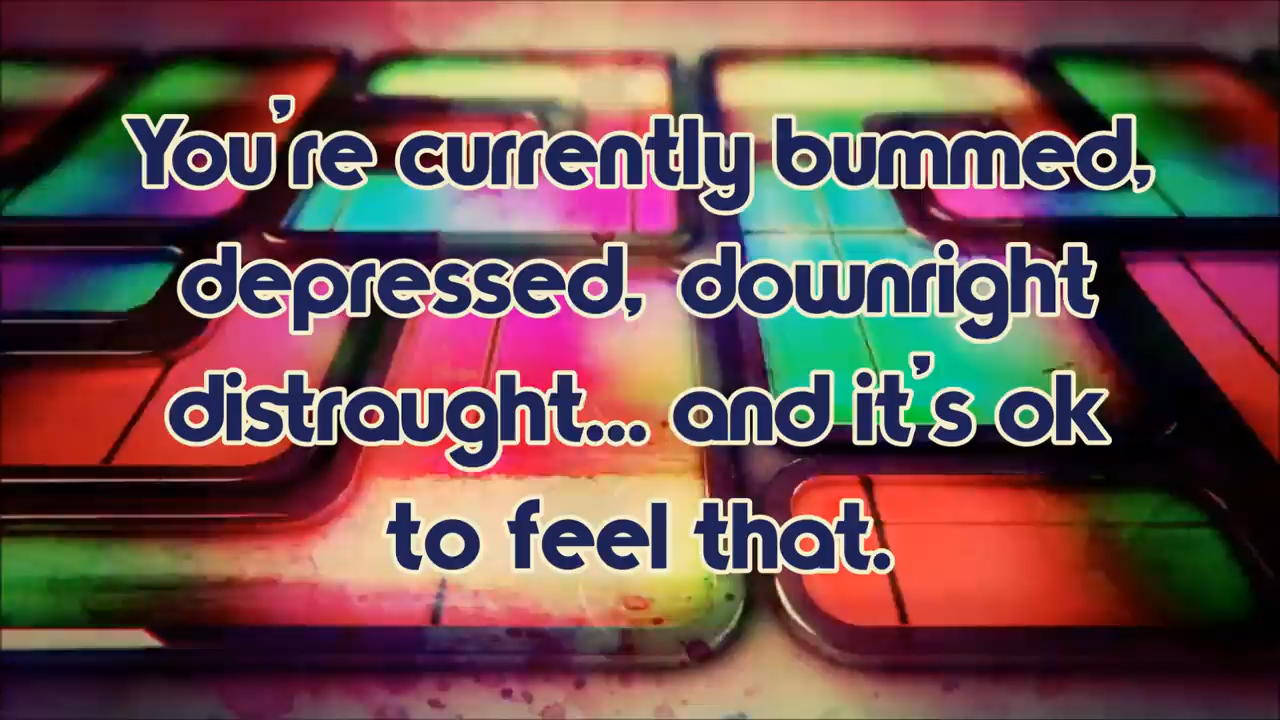 You're currently bummed,
depressed, downright
distraught... and it's ok
to feel that.